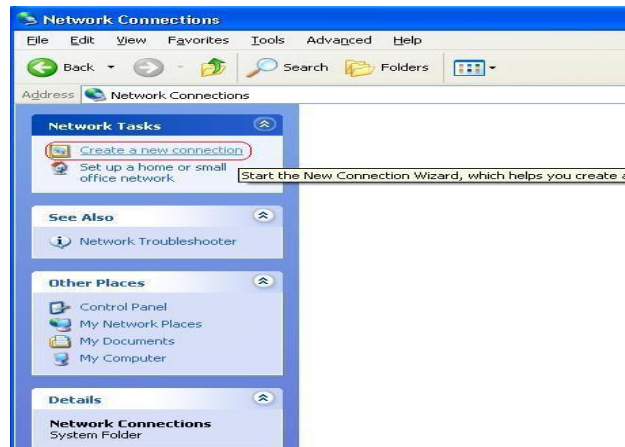 Network Connections
File Edit View Favorites Tools Advanced Help
Back Search Folders
Address Network Connections
Network Tasks
Create a new connection
Set up a home or small
office network
Start the New Connection Wizard, which helps you create a
See Also
Network Troubleshooter
Other Places
Control Panel
My Network Places
My Documents
My Computer
Details
Network Connections
System Folder